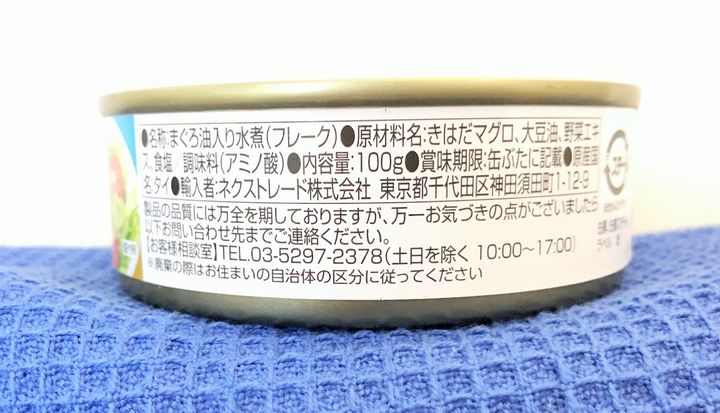 ●名称:まぐろ油入り水煮(フレーク)●原材料名:きはだマグロ、大豆油、野菜エキ
ス、食塩、調味料(アミノ酸)●内容量:100g●賞味期限:缶ぶたに記載●原産国
名:タイ●輸入者:ネクストレード株式会社 東京都千代田区神田須田町1-12-9
製品の品質には万全を期しておりますが、万一お気づきの点がございましたら
以下お問い合わせ先までご連絡ください。
【お客様相談室】TEL.03-5297-2378(土日を除く 10:00~17:00)
※廃棄の際はお住まいの自治体の区分に従ってください
スチール